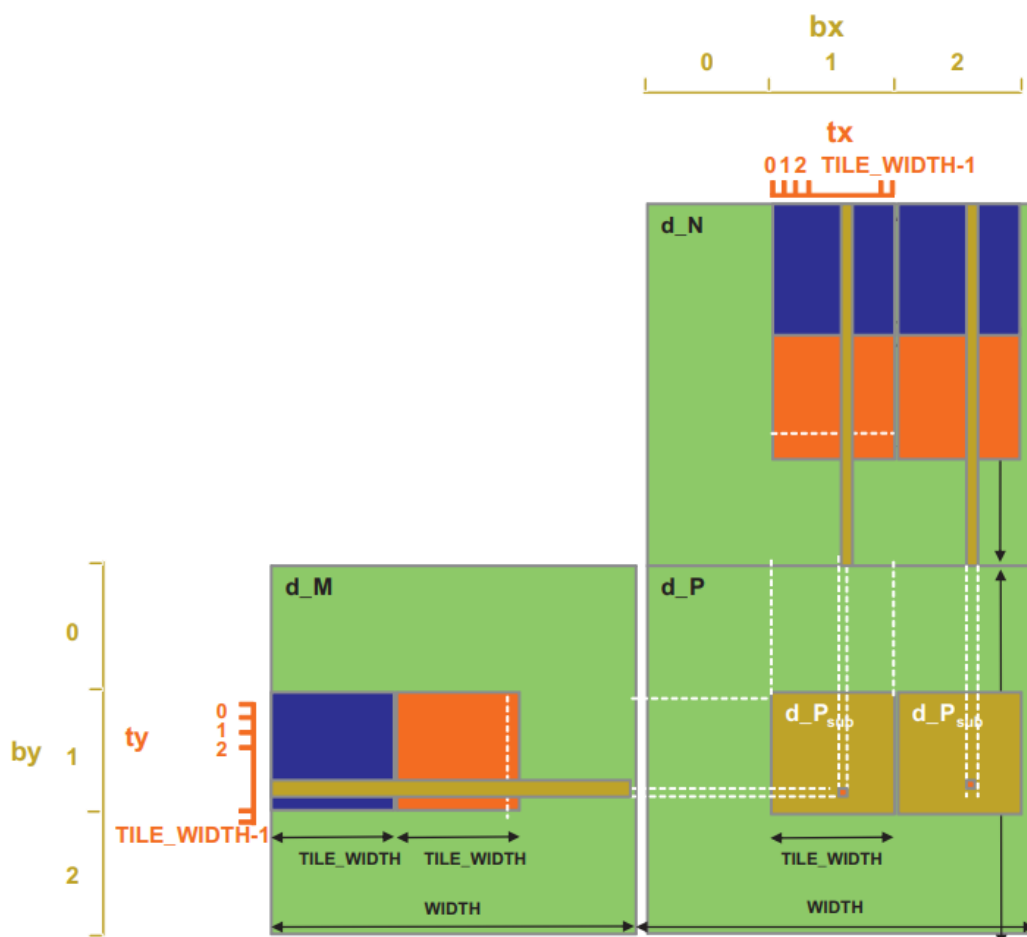 bx
0 1 2
tx
0 1 2 TILE_WIDTH-1
d_N
d_M
d_P
0
1
2
by
ty
0
1
2
TILE_WIDTH-1
d_Psub
d_Psub
TILE_WIDTH
TILE_WIDTH
TILE_WIDTH
WIDTH
WIDTH